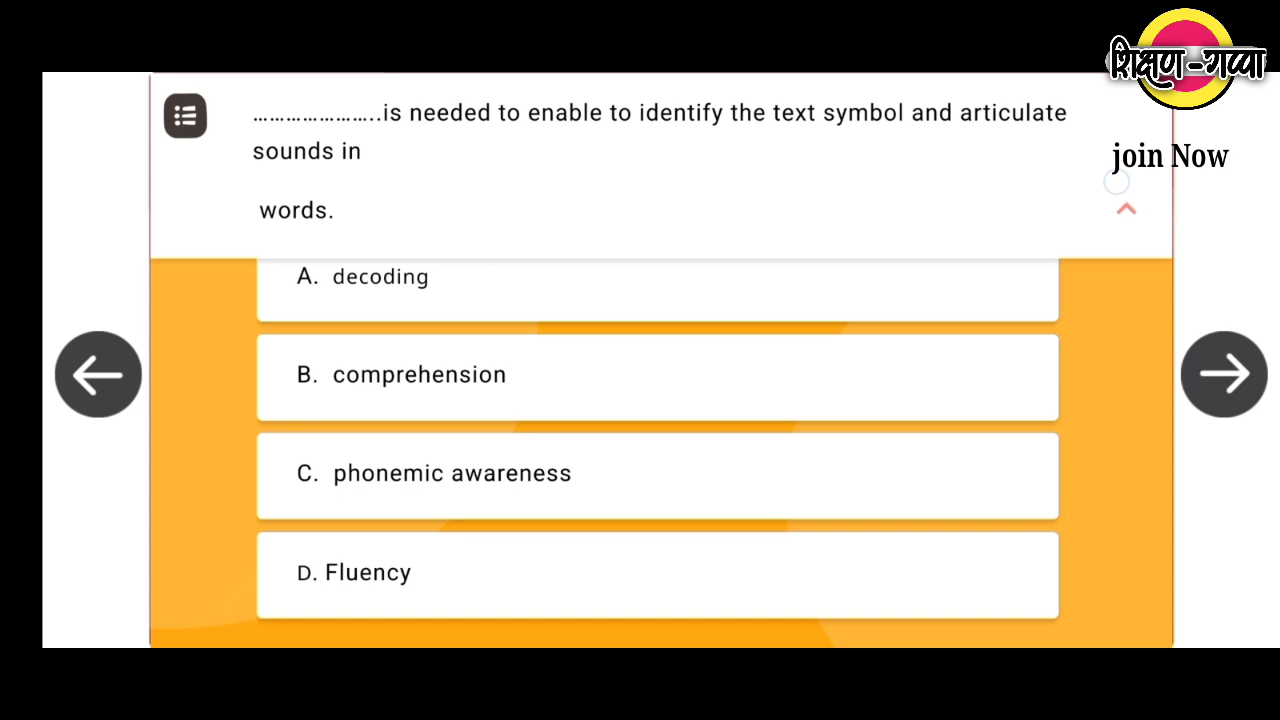 शिक्षण-गप्पा
…………………..is needed to enable to identify the text symbol and articulate
sounds in
join Now
words.
A. decoding
B. comprehension
C. phonemic awareness
D. Fluency